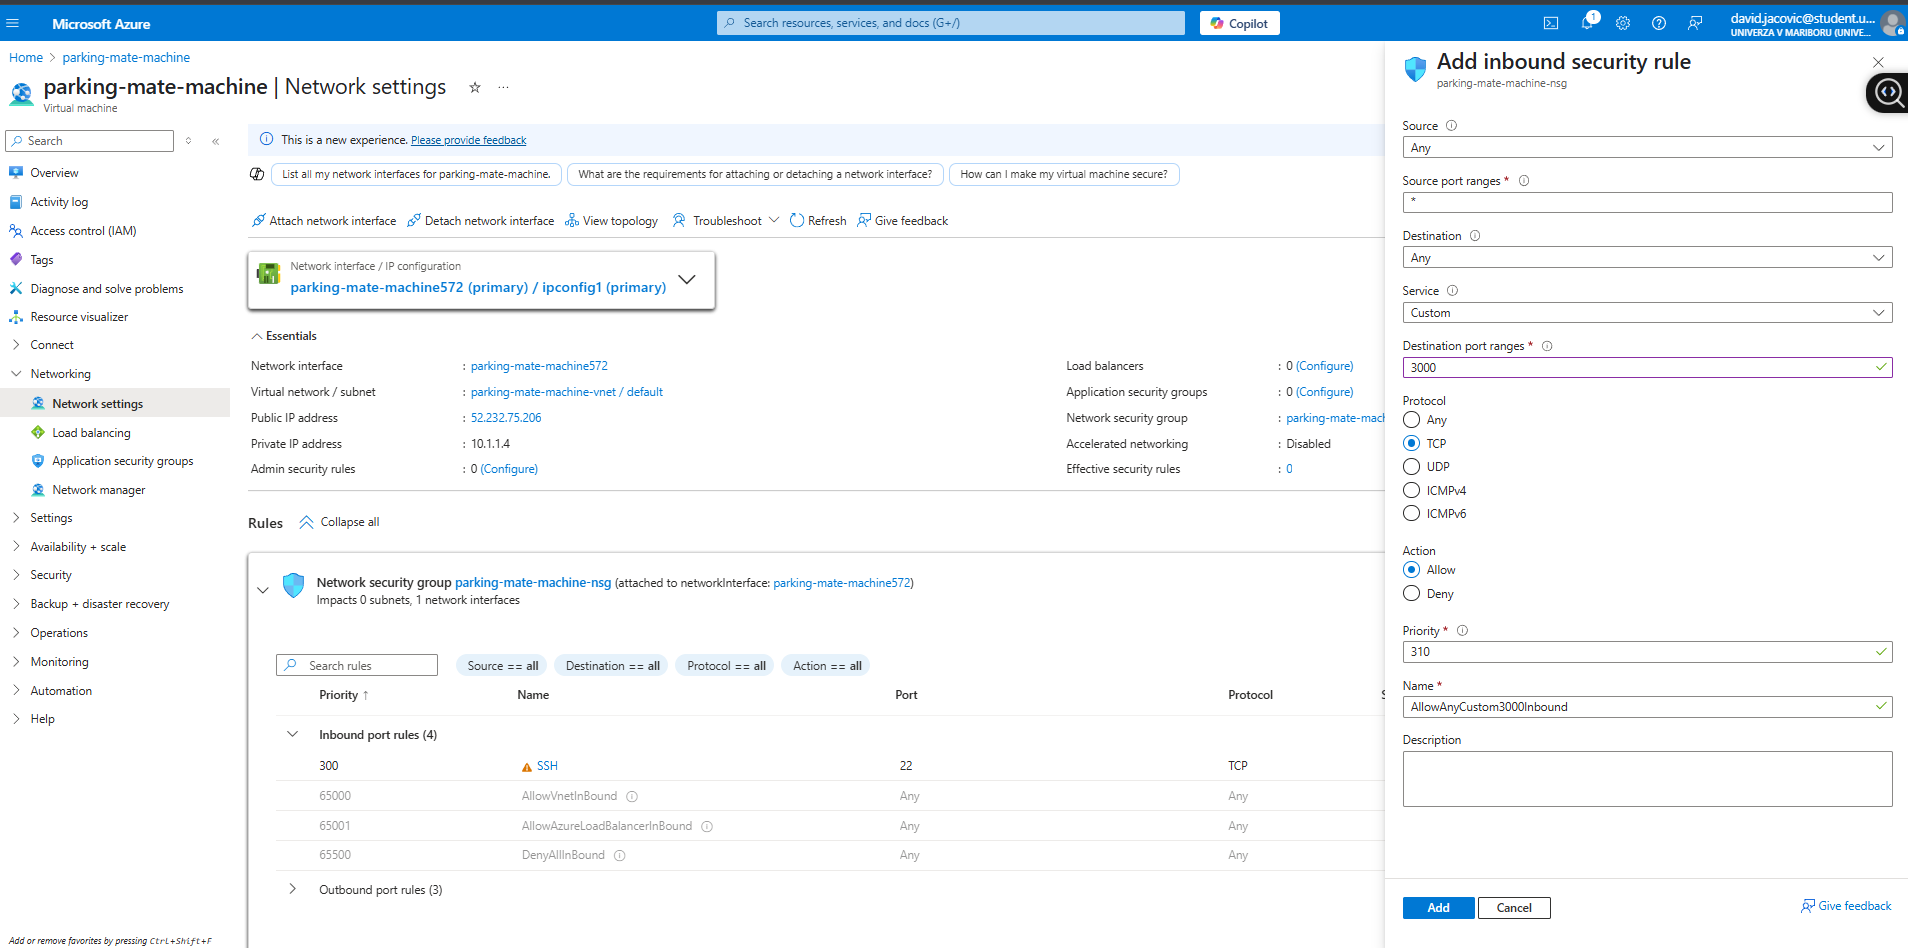 Microsoft Azure
Search resources, services, and docs (G+/)
Copilot
1
david.jacovic@student.u...
UNIVERZA V MARIBORU (UNIVE...
Home > parking-mate-machine
parking-mate-machine | Network settings
Virtual machine
Search
Overview
Activity log
Access control (IAM)
Tags
Diagnose and solve problems
Resource visualizer
Connect
Networking
Network settings
Load balancing
Application security groups
Network manager
Settings
Availability + scale
Security
Backup + disaster recovery
Operations
Monitoring
Automation
Help
Add or remove favorites by pressing Ctrl+Shift+F
This is a new experience. Please provide feedback
List all my network interfaces for parking-mate-machine.
What are the requirements for attaching or detaching a network interface?
How can I make my virtual machine secure?
Attach network interface
Detach network interface
View topology
Troubleshoot
Refresh
Give feedback
Network interface / IP configuration
parking-mate-machine572 (primary) / ipconfig1 (primary)
Essentials
Network interface : parking-mate-machine572
Virtual network / subnet : parking-mate-machine-vnet / default
Public IP address : 52.232.75.206
Private IP address : 10.1.1.4
Admin security rules : 0 (Configure)
Load balancers : 0 (Configure)
Application security groups : 0 (Configure)
Network security group : parking-mate-mach
Accelerated networking : Disabled
Effective security rules : 0
Rules
Collapse all
Network security group parking-mate-machine-nsg (attached to networkInterface: parking-mate-machine572)
Impacts 0 subnets, 1 network interfaces
Search rules
Source == all
Destination == all
Protocol == all
Action == all
Priority ↑ Name Port Protocol
Inbound port rules (4)
300 SSH 22 TCP
65000 AllowVnetInBound Any Any
65001 AllowAzureLoadBalancerInBound Any Any
65500 DenyAllInBound Any Any
Outbound port rules (3)
Add inbound security rule
parking-mate-machine-nsg
Source
Any
Source port ranges *
*
Destination
Any
Service
Custom
Destination port ranges *
3000
Protocol
Any
TCP
UDP
ICMPv4
ICMPv6
Action
Allow
Deny
Priority *
310
Name *
AllowAnyCustom3000Inbound
Description
Add
Cancel
Give feedback